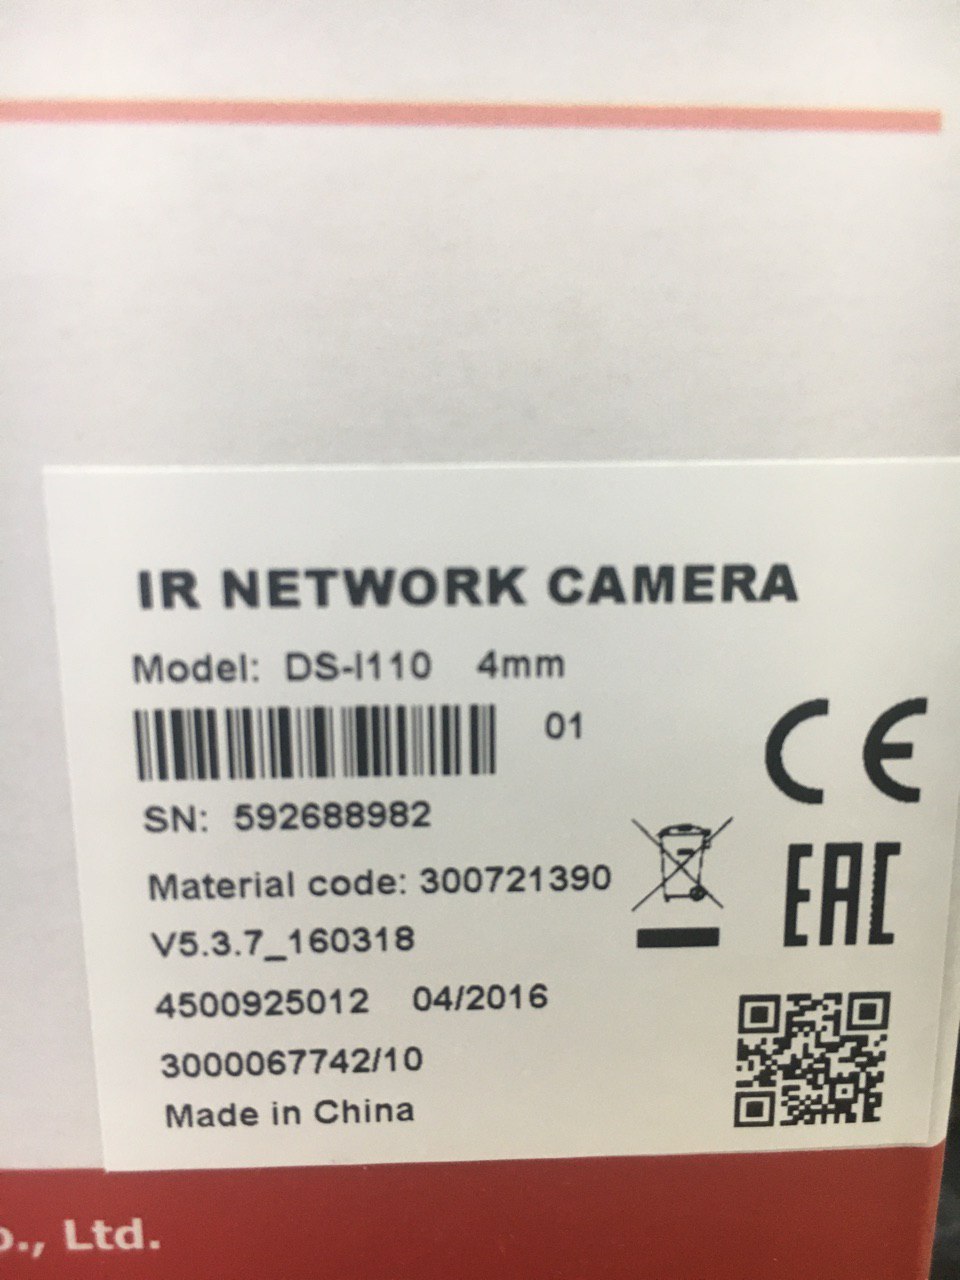 IR NETWORK CAMERA
Model: DS-I110 4mm
01
SN: 592688982
Material code: 300721390
V5.3.7_160318
4500925012 04/2016
3000067742/10
Made in China
CE
EAC
Ltd.